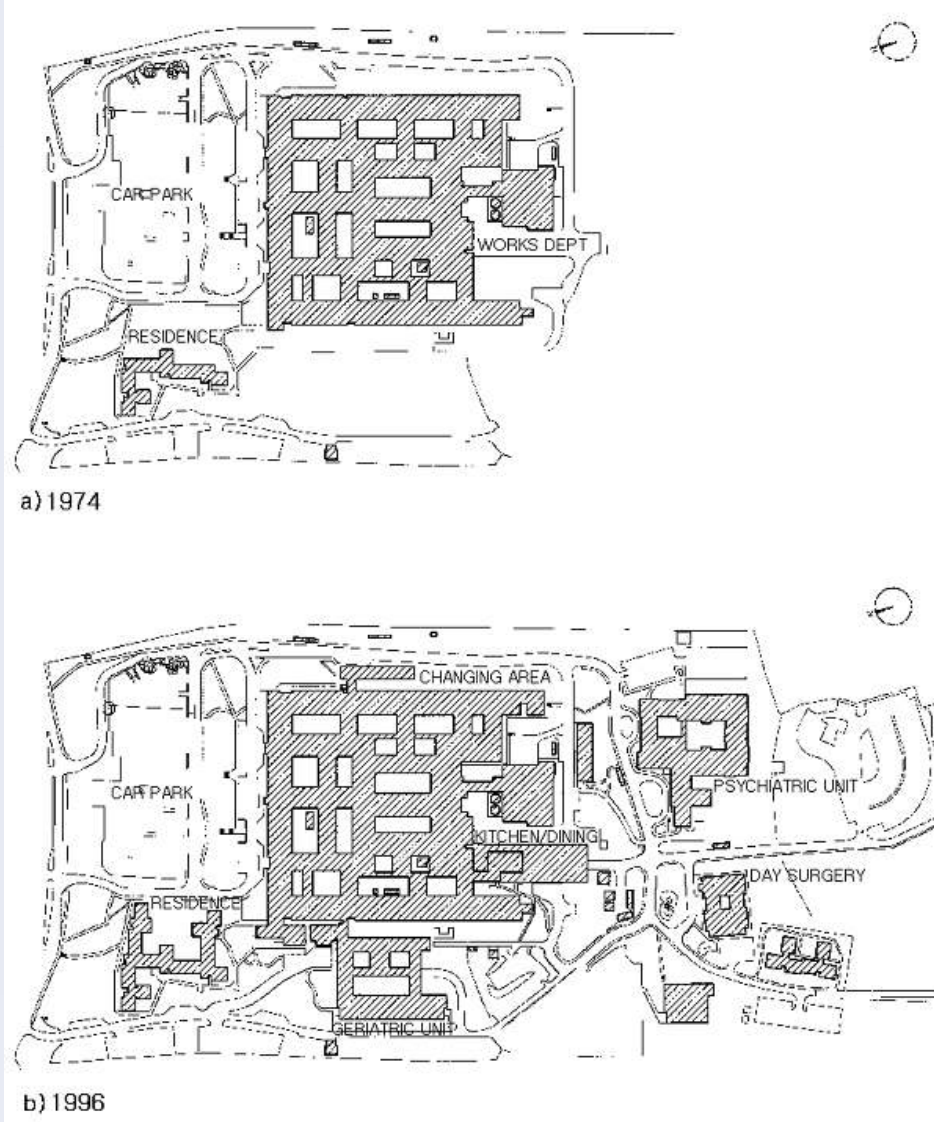 CAR PARK
WORKS DEPT
RESIDENCE
a) 1974
CHANGING AREA
PSYCHIATRIC UNIT
CAR PARK
KITCHEN/DINING
DAY SURGERY
RESIDENCE
GERIATRIC UNIT
b) 1996